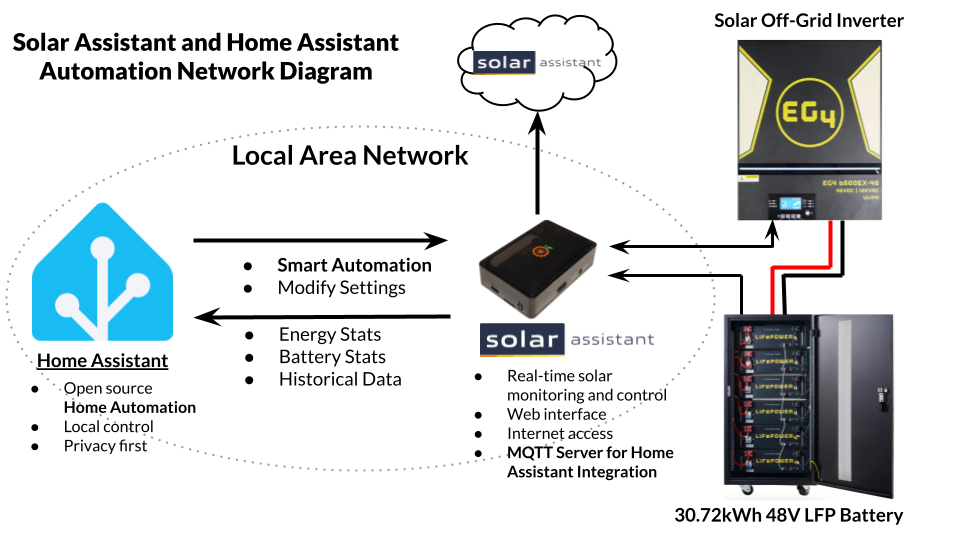 Solar Assistant and Home Assistant
Automation Network Diagram
solar assistant
Solar Off-Grid Inverter
EG4
EG4 6500EX-48
48VDC | 120VAC
Local Area Network
● Smart Automation
● Modify Settings
● Energy Stats
● Battery Stats
● Historical Data
Home Assistant
● Open source
Home Automation
● Local control
● Privacy first
solar assistant
● Real-time solar
monitoring and control
● Web interface
● Internet access
● MQTT Server for Home
Assistant Integration
LIFEPOWER4
LIFEPOWER4
LIFEPOWER4
LIFEPOWER4
LIFEPOWER4
LIFEPOWER4
30.72kWh 48V LFP Battery